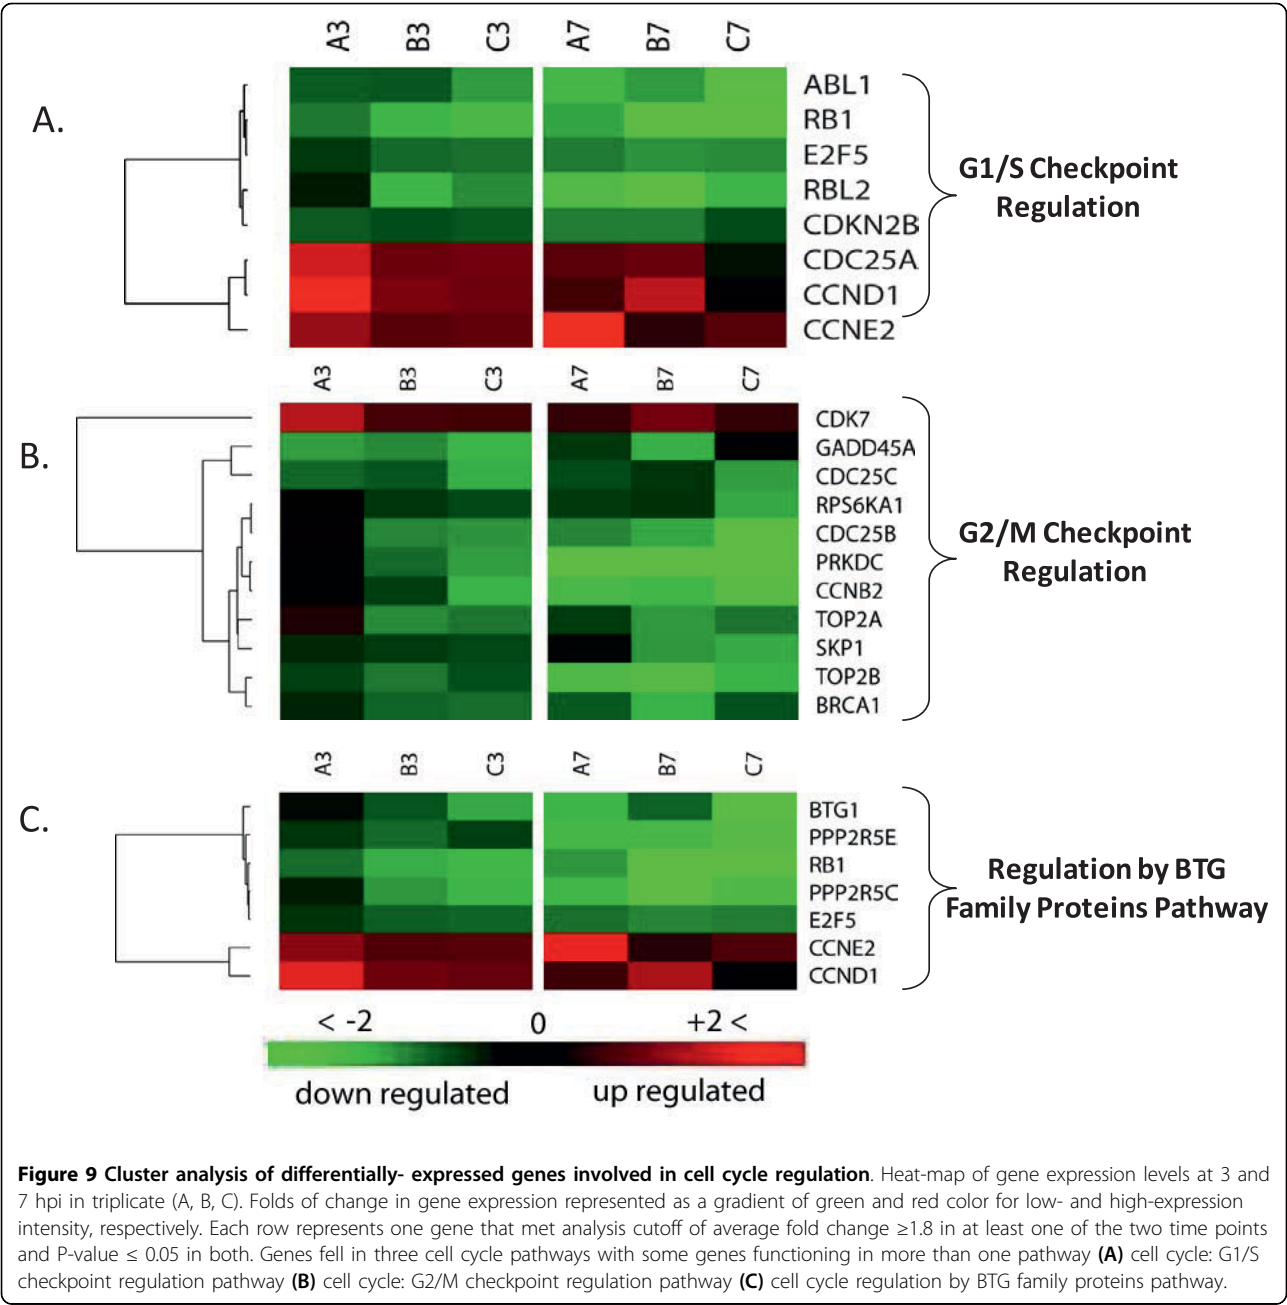 A3 B3 C3 A7 B7 C7
A.
ABL1
RB1
E2F5
RBL2
CDKN2B
CDC25A
CCND1
CCNE2
G1/S Checkpoint
Regulation
A3 B3 C3 A7 B7 C7
B.
CDK7
GADD45A
CDC25C
RPS6KA1
CDC25B
PRKDC
CCNB2
TOP2A
SKP1
TOP2B
BRCA1
G2/M Checkpoint
Regulation
A3 B3 C3 A7 B7 C7
C.
BTG1
PPP2R5E
RB1
PPP2R5C
E2F5
CCNE2
CCND1
Regulation by BTG
Family Proteins Pathway
< -2 0 +2 <
down regulated up regulated
Figure 9 Cluster analysis of differentially- expressed genes involved in cell cycle regulation. Heat-map of gene expression levels at 3 and
7 hpi in triplicate (A, B, C). Folds of change in gene expression represented as a gradient of green and red color for low- and high-expression
intensity, respectively. Each row represents one gene that met analysis cutoff of average fold change ≥1.8 in at least one of the two time points
and P-value ≤ 0.05 in both. Genes fell in three cell cycle pathways with some genes functioning in more than one pathway (A) cell cycle: G1/S
checkpoint regulation pathway (B) cell cycle: G2/M checkpoint regulation pathway (C) cell cycle regulation by BTG family proteins pathway.